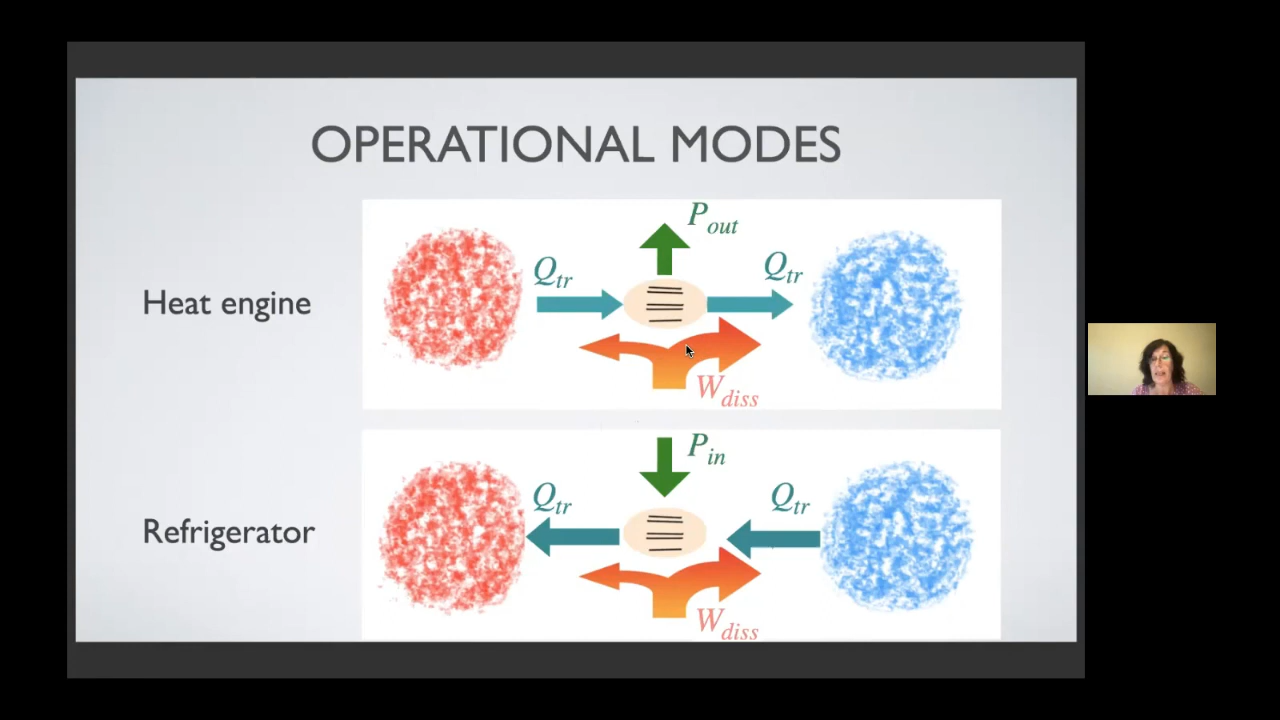 OPERATIONAL MODES
Heat engine
P_out
Q_tr
Q_tr
W_diss
Refrigerator
P_in
Q_tr
Q_tr
W_diss